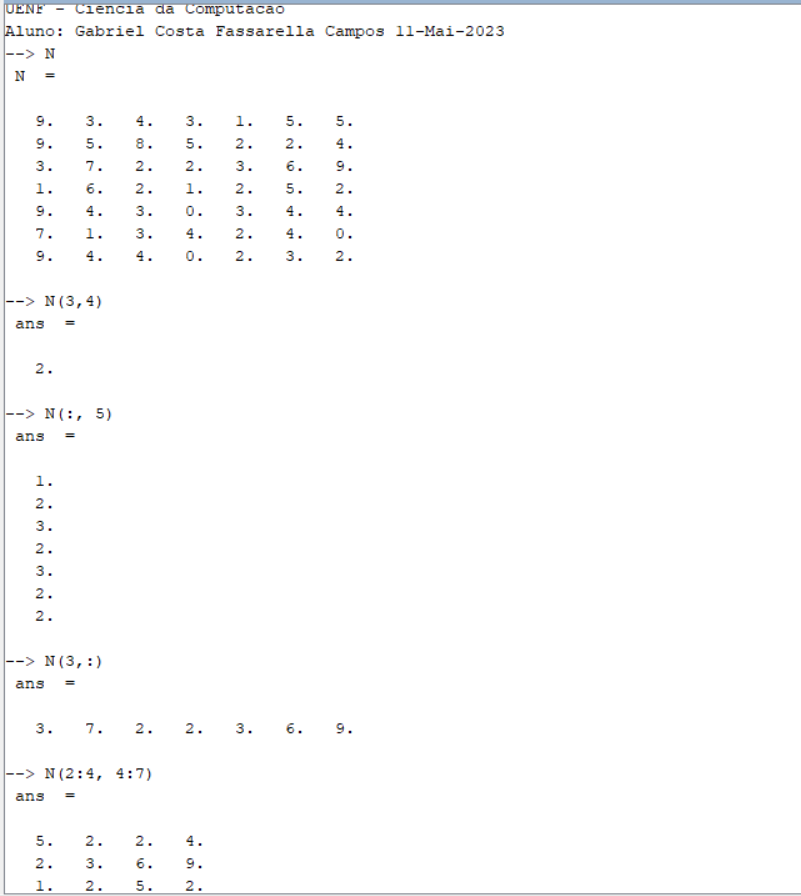 UENF - Ciencia da Computacao
Aluno: Gabriel Costa Fassarella Campos 11-Mai-2023
--> N
N  =
9.   3.   4.   3.   1.   5.   5.
9.   5.   8.   5.   2.   2.   4.
3.   7.   2.   2.   3.   6.   9.
1.   6.   2.   1.   2.   5.   2.
9.   4.   3.   0.   3.   4.   4.
7.   1.   3.   4.   2.   4.   0.
9.   4.   4.   0.   2.   3.   2.
--> N(3,4)
ans  =
2.
--> N(:, 5)
ans  =
1.
2.
3.
2.
3.
2.
2.
--> N(3,:)
ans  =
3.   7.   2.   2.   3.   6.   9.
--> N(2:4, 4:7)
ans  =
5.   2.   2.   4.
2.   3.   6.   9.
1.   2.   5.   2.